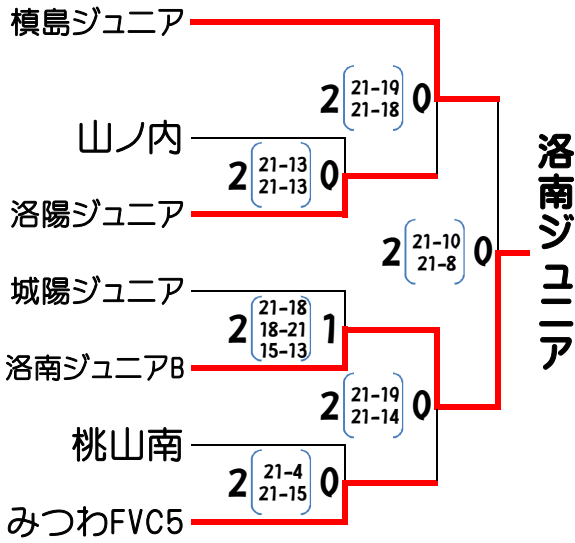 槙島ジュニア
2 21-19 21-18 0
山ノ内
2 21-13 21-13 0
洛陽ジュニア
洛南ジュニア
2 21-10 21-8 0
城陽ジュニア
2 21-18 18-21 15-13 1
洛南ジュニアB
2 21-19 21-14 0
桃山南
2 21-4 21-15 0
みつわFVC5